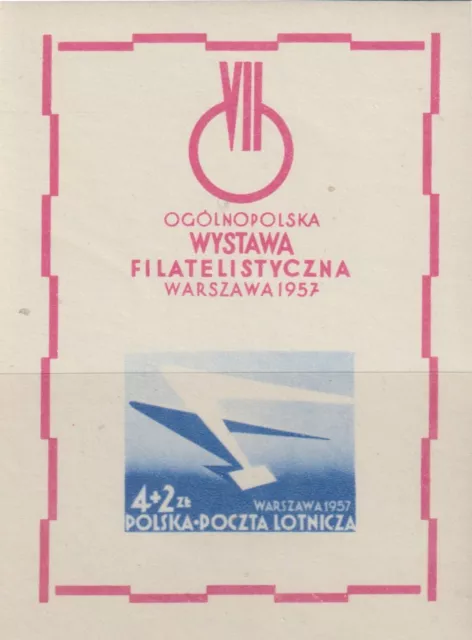 VII
OGÓLNOPOLSKA
WYSTAWA
FILATELISTYCZNA
WARSZAWA 1957
4+2 ZŁ
WARSZAWA 1957
POLSKA·POCZTA LOTNICZA